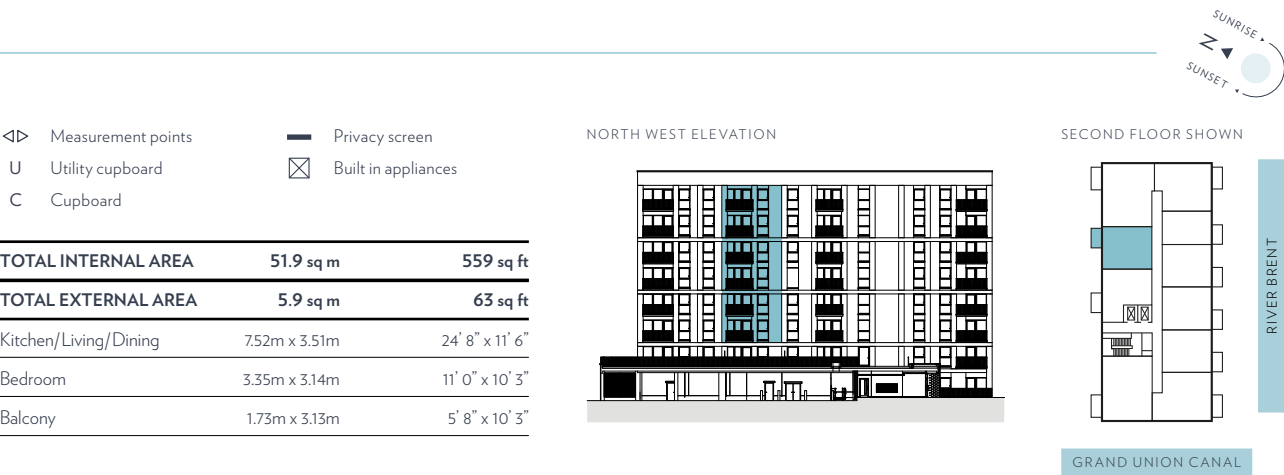 SUNRISE
N
SUNSET
Measurement points
Privacy screen
U Utility cupboard
Built in appliances
C Cupboard
TOTAL INTERNAL AREA 51.9 sq m 559 sq ft
TOTAL EXTERNAL AREA 5.9 sq m 63 sq ft
Kitchen/Living/Dining 7.52m x 3.51m 24’ 8” x 11’ 6”
Bedroom 3.35m x 3.14m 11’ 0” x 10’ 3”
Balcony 1.73m x 3.13m 5’ 8” x 10’ 3”
NORTH WEST ELEVATION
SECOND FLOOR SHOWN
RIVER BRENT
GRAND UNION CANAL